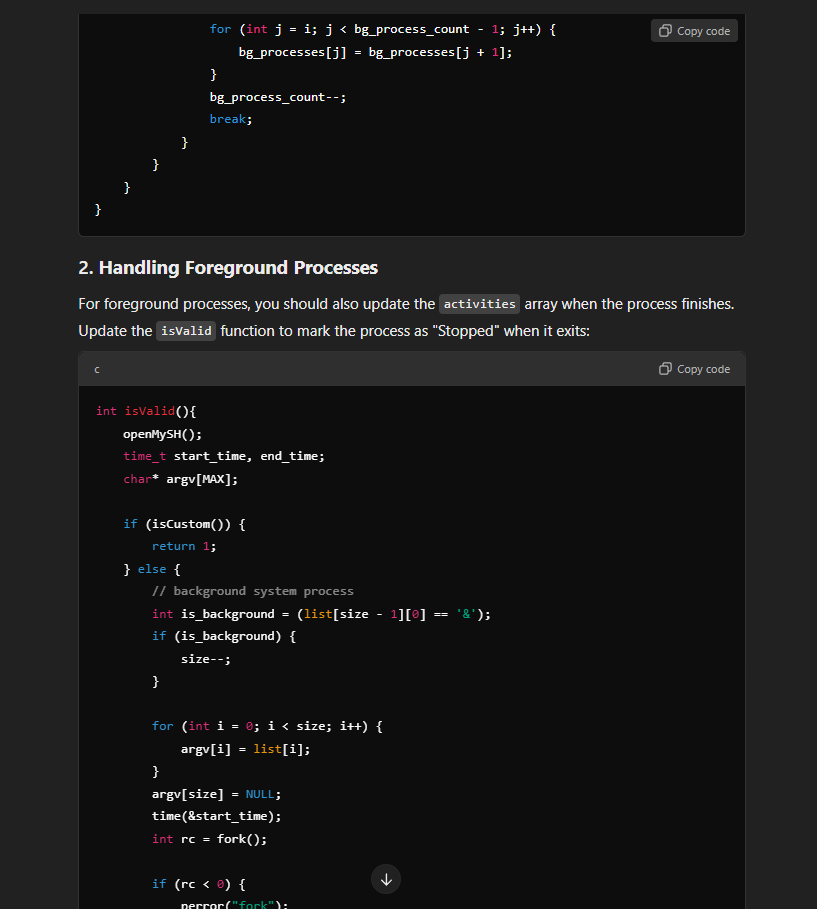 for (int j = i; j < bg_process_count - 1; j++) {
Copy code
bg_processes[j] = bg_processes[j + 1];
}
bg_process_count--;
break;
}
}
}
}
2. Handling Foreground Processes
For foreground processes, you should also update the activities array when the process finishes.
Update the isValid function to mark the process as "Stopped" when it exits:
c
Copy code
int isValid(){
openMySH();
time_t start_time, end_time;
char* argv[MAX];
if (isCustom()) {
return 1;
} else {
// background system process
int is_background = (list[size - 1][0] == '&');
if (is_background) {
size--;
}
for (int i = 0; i < size; i++) {
argv[i] = list[i];
}
argv[size] = NULL;
time(&start_time);
int rc = fork();
if (rc < 0) {
perror("fork");